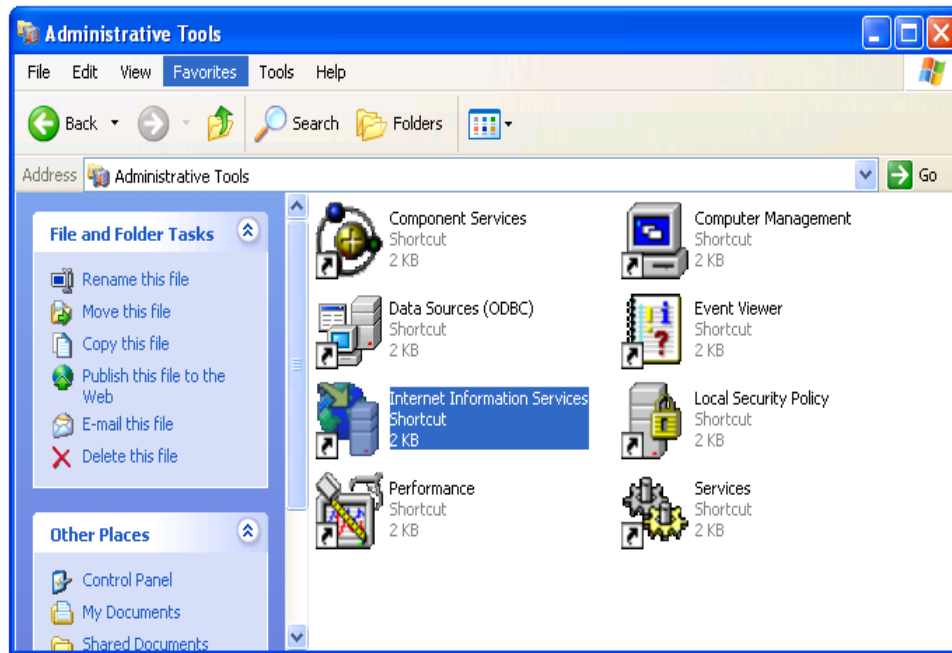 Administrative Tools
File Edit View Favorites Tools Help
Back Search Folders
Address Administrative Tools Go
File and Folder Tasks
Rename this file
Move this file
Copy this file
Publish this file to the
Web
E-mail this file
Delete this file
Other Places
Control Panel
My Documents
Shared Documents
Component Services
Shortcut
2 KB
Computer Management
Shortcut
2 KB
Data Sources (ODBC)
Shortcut
2 KB
Event Viewer
Shortcut
2 KB
Internet Information Services
Shortcut
2 KB
Local Security Policy
Shortcut
2 KB
Performance
Shortcut
2 KB
Services
Shortcut
2 KB